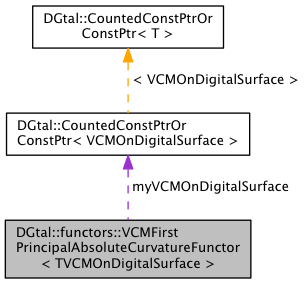 DGtal::CountedConstPtrOr
ConstPtr< T >
< VCMOnDigitalSurface >
DGtal::CountedConstPtrOr
ConstPtr< VCMOnDigitalSurface >
myVCMOnDigitalSurface
DGtal::functors::VCMFirst
PrincipalAbsoluteCurvatureFunctor
< TVCMOnDigitalSurface >